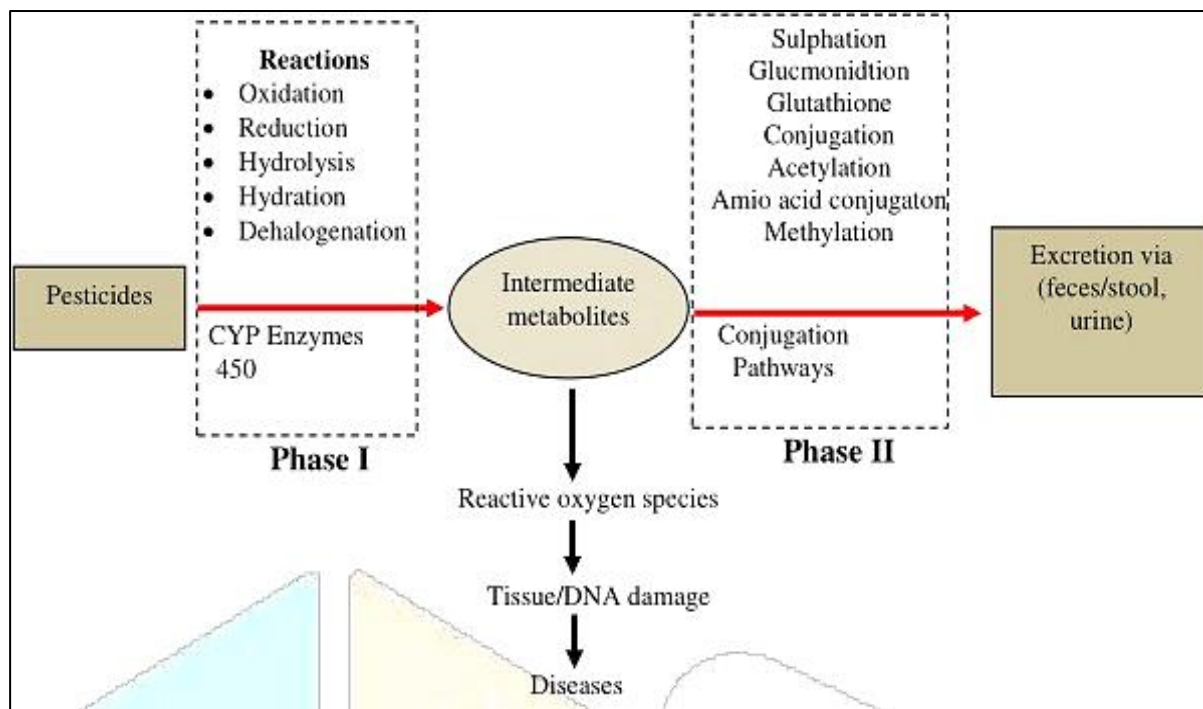 Reactions
• Oxidation
• Reduction
• Hydrolysis
• Hydration
• Dehalogenation
Pesticides
CYP Enzymes
450
Phase I
Intermediate
metabolites
Sulphation
Glucmonidtion
Glutathione
Conjugation
Acetylation
Amio acid conjugaton
Methylation
Conjugation
Pathways
Phase II
Excretion via
(feces/stool,
urine)
Reactive oxygen species
Tissue/DNA damage
Diseases